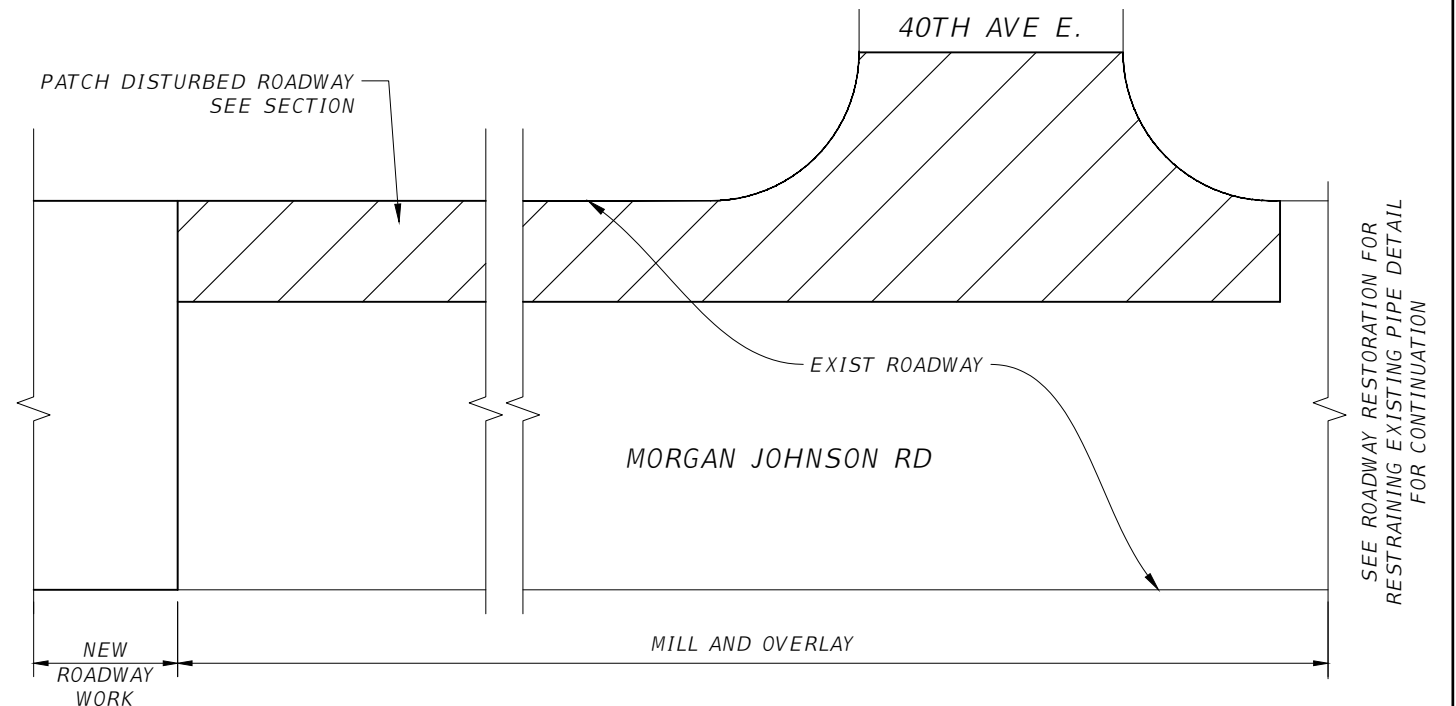 40TH AVE E.
PATCH DISTURBED ROADWAY
SEE SECTION
EXIST ROADWAY
MORGAN JOHNSON RD
SEE ROADWAY RESTORATION FOR
RESTRAINING EXISTING PIPE DETAIL
FOR CONTINUATION
NEW
ROADWAY
WORK
MILL AND OVERLAY